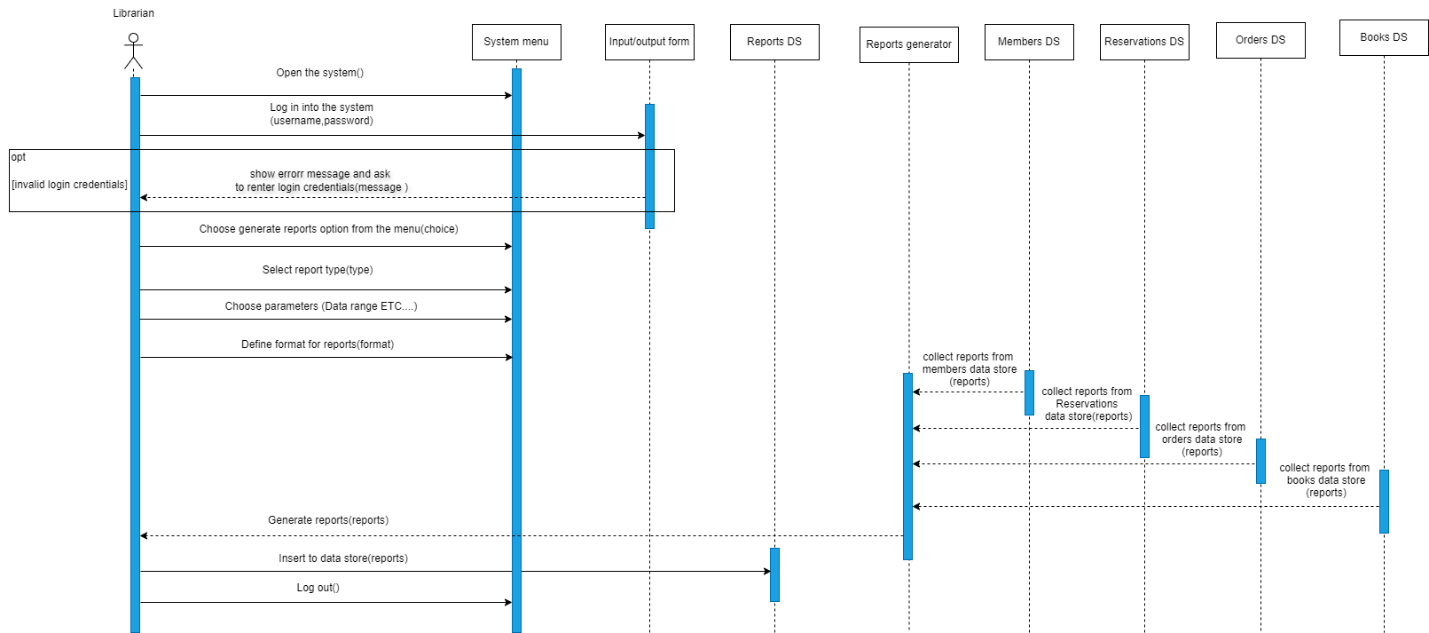 Librarian
System menu
Input/output form
Reports DS
Reports generator
Members DS
Reservations DS
Orders DS
Books DS
Open the system()
Log in into the system
(username,password)
opt
[invalid login credentials]
show errorr message and ask
to renter login credentials(message )
Choose generate reports option from the menu(choice)
Select report type(type)
Choose parameters (Data range ETC....)
Define format for reports(format)
collect reports from
members data store
(reports)
collect reports from
Reservations
data store(reports)
collect reports from
orders data store
(reports)
collect reports from
books data store
(reports)
Generate reports(reports)
Insert to data store(reports)
Log out()